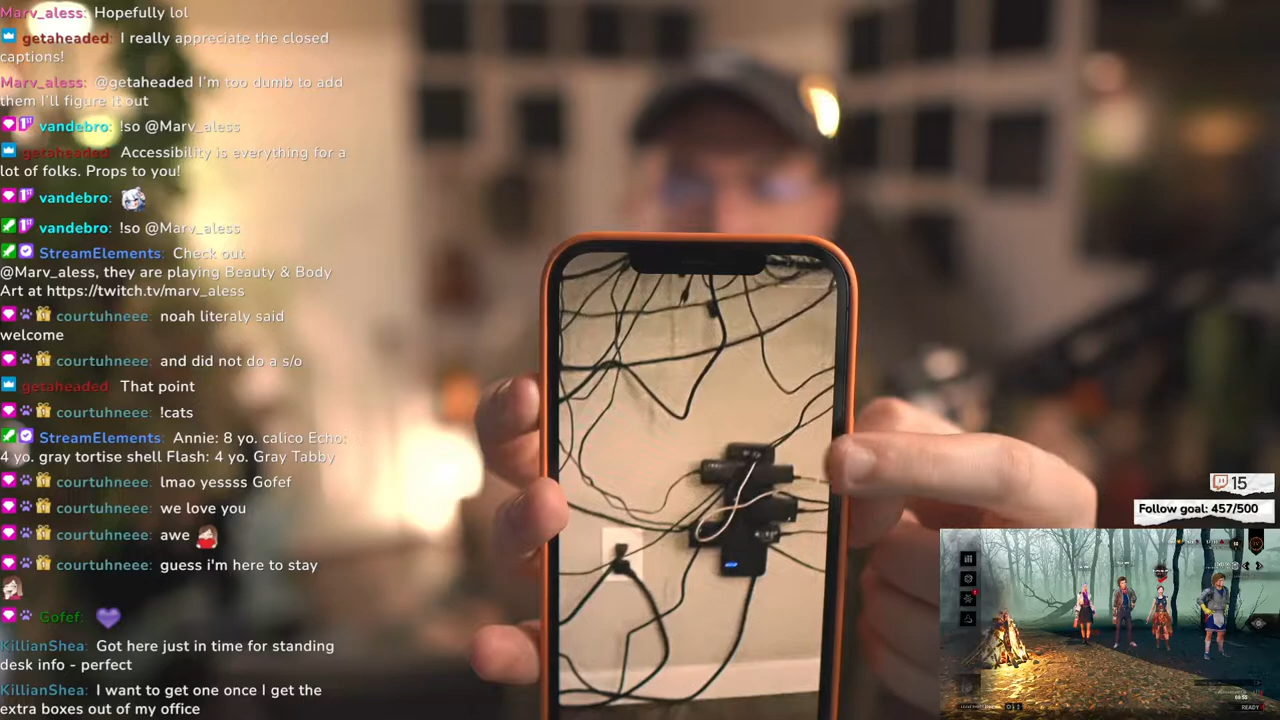 Marv_aless: Hopefully lol
getaheaded: I really appreciate the closed
captions!
Marv_aless: @getaheaded I'm too dumb to add
them I'll figure it out
vandebro: !so @Marv_aless
getaheaded: Accessibility is everything for a
lot of folks. Props to you!
vandebro:
vandebro: !so @Marv_aless
StreamElements: Check out
@Marv_aless, they are playing Beauty & Body
Art at https://twitch.tv/marv_aless
courtuhneee: noah literaly said
welcome
courtuhneee: and did not do a s/o
getaheaded: That point
courtuhneee: !cats
StreamElements: Annie: 8 yo. calico Echo:
4 yo. gray tortise shell Flash: 4 yo. Gray Tabby
courtuhneee: lmao yessss Gofef
courtuhneee: we love you
courtuhneee: awe
courtuhneee: guess i'm here to stay
Gofef:
KillianShea: Got here just in time for standing
desk info - perfect
KillianShea: I want to get one once I get the
extra boxes out of my office
15
Follow goal: 457/500
READY